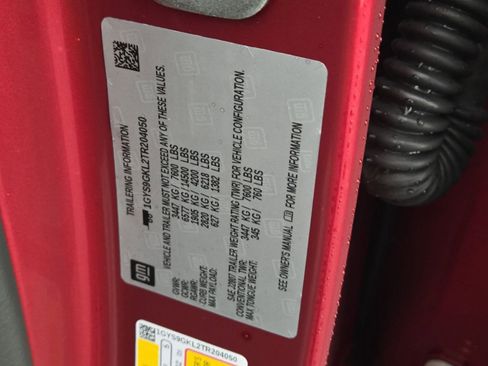 TRAILERING INFORMATION
1GYS9GKL2TR204050
VEHICLE AND TRAILER MUST NOT EXCEED ANY OF THESE VALUES.
GVWR: 3447 KG / 7600 LBS
GCWR: 6577 KG / 14500 LBS
RGAWR: 1905 KG / 4200 LBS
CURB WEIGHT: 2820 KG / 6218 LBS
MAX PAYLOAD: 627 KG / 1382 LBS
SAE J2807 TRAILER WEIGHT RATING (TWR) FOR VEHICLE CONFIGURATION.
CONVENTIONAL TWR: 3447 KG / 7600 LBS
MAX TONGUE WEIGHT: 345 KG / 760 LBS
SEE OWNER'S MANUAL FOR MORE INFORMATION
gm
1GYS9GKL2TR204050